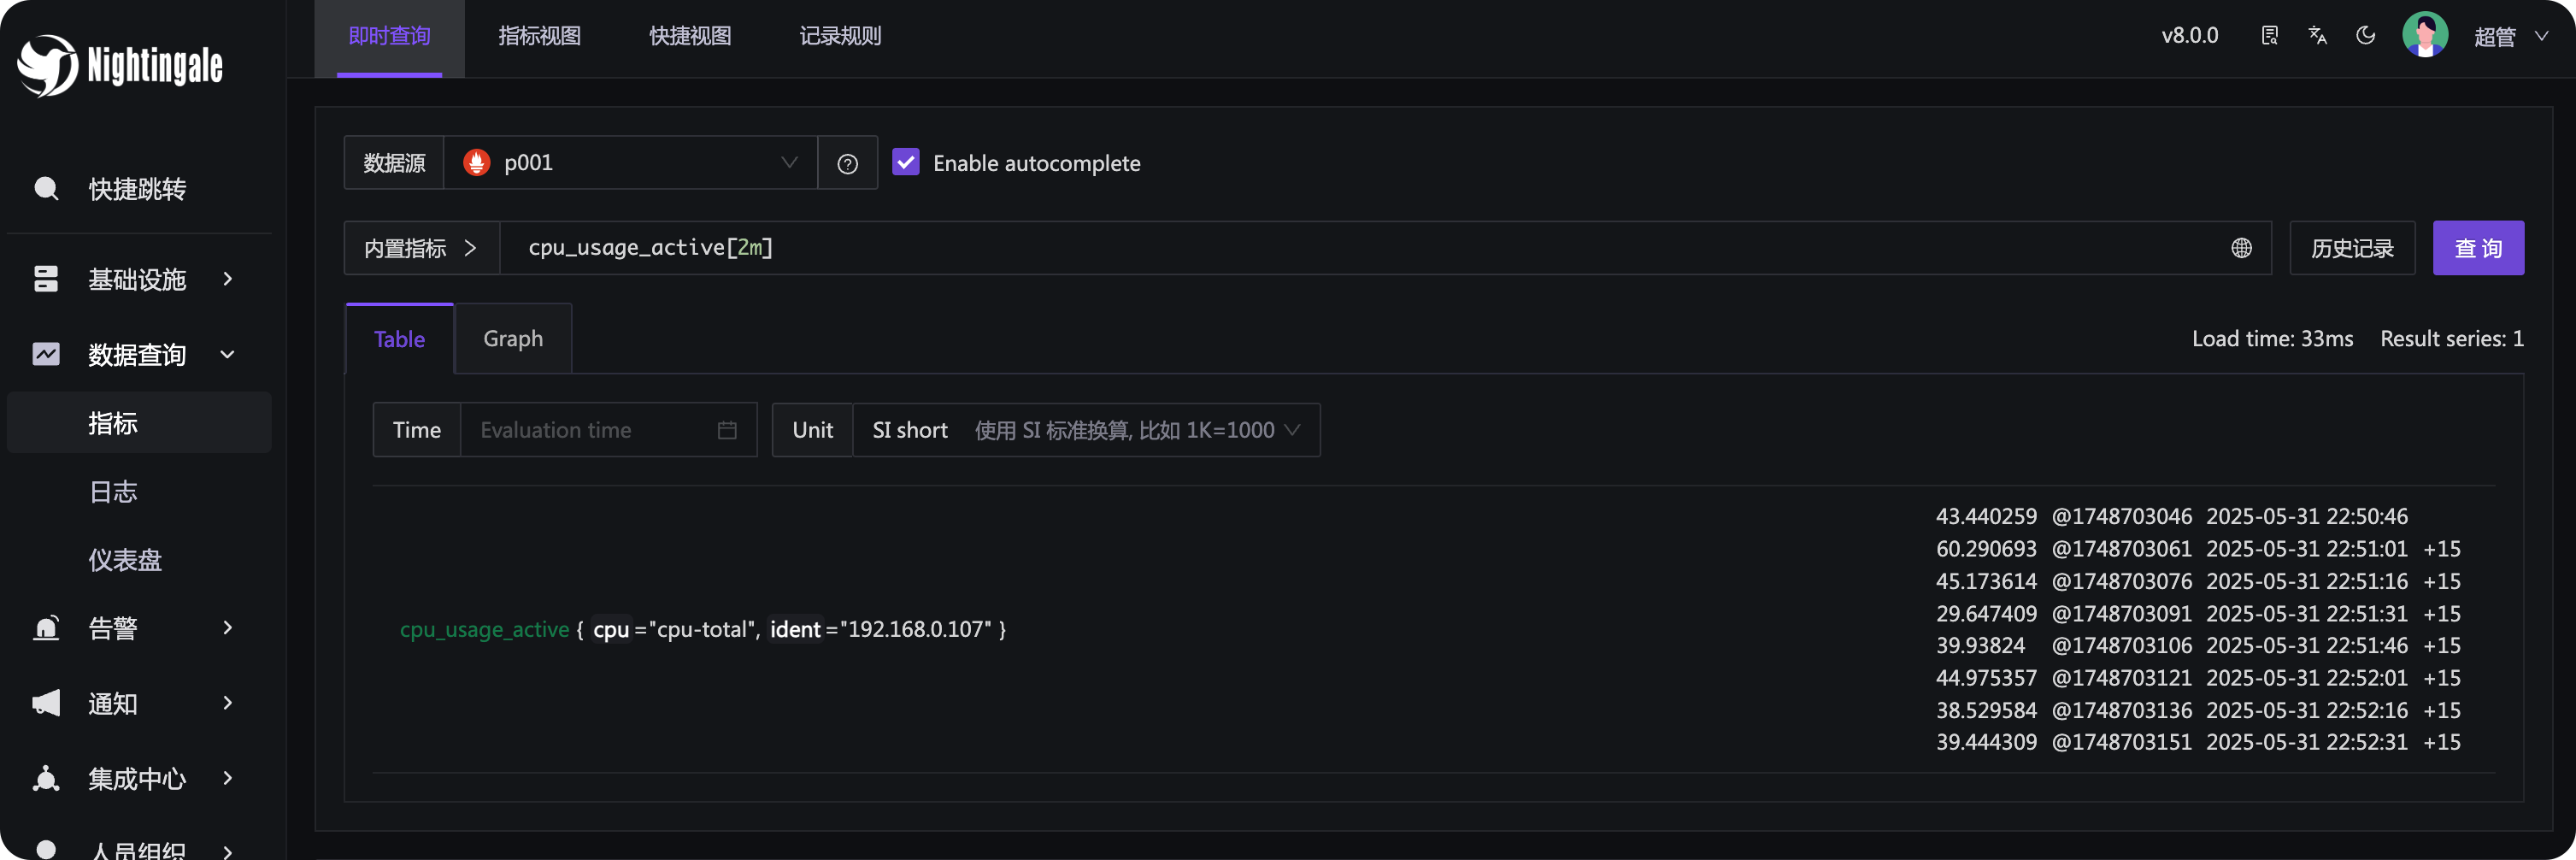 Nightingale
即时查询 指标视图 快捷视图 记录规则 v8.0.0 超管
快捷跳转
基础设施
数据查询
指标
日志
仪表盘
告警
通知
集成中心
人员组织
数据源 p001 Enable autocomplete
内置指标 > cpu_usage_active[2m] 历史记录 查 询
Table Graph Load time: 33ms Result series: 1
Time Evaluation time Unit SI short 使用 SI 标准换算, 比如 1K=1000
cpu_usage_active { cpu="cpu-total", ident="192.168.0.107" }
43.440259 @1748703046 2025-05-31 22:50:46
60.290693 @1748703061 2025-05-31 22:51:01 +15
45.173614 @1748703076 2025-05-31 22:51:16 +15
29.647409 @1748703091 2025-05-31 22:51:31 +15
39.93824 @1748703106 2025-05-31 22:51:46 +15
44.975357 @1748703121 2025-05-31 22:52:01 +15
38.529584 @1748703136 2025-05-31 22:52:16 +15
39.444309 @1748703151 2025-05-31 22:52:31 +15